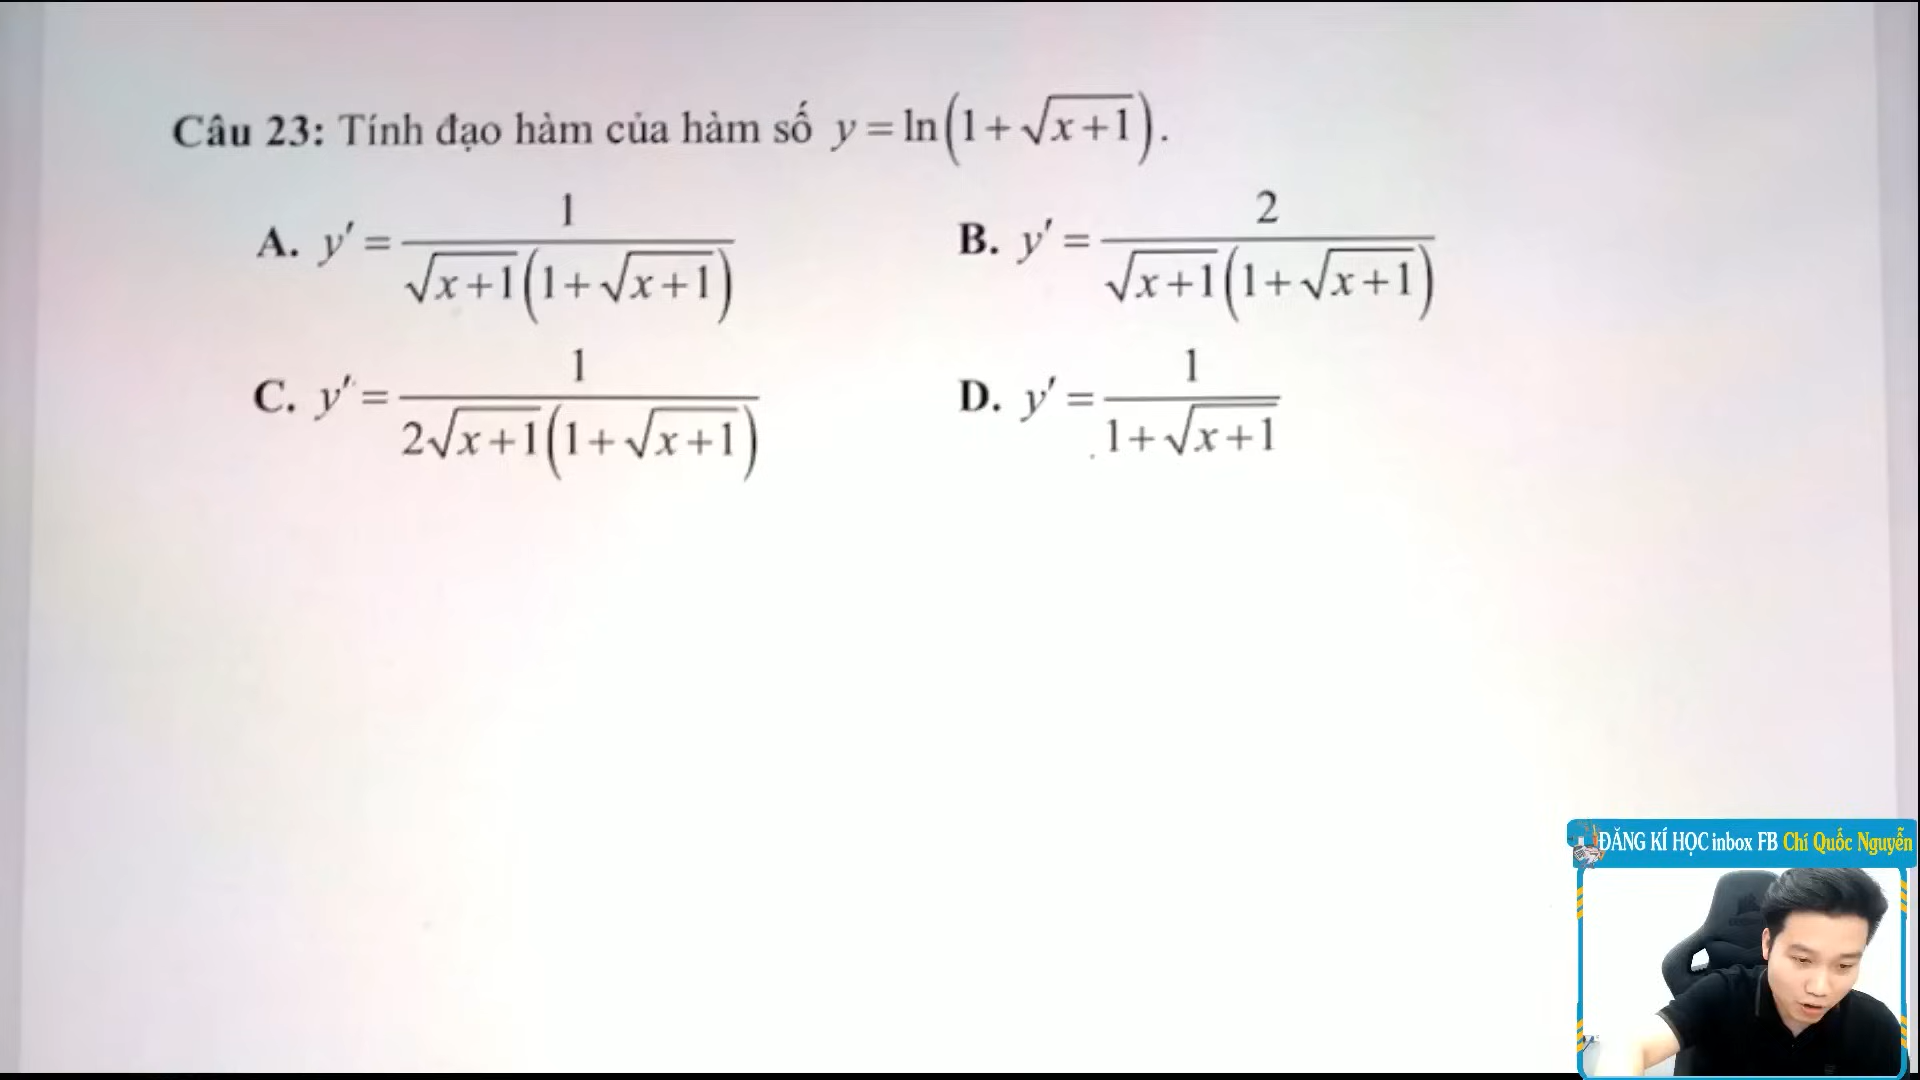 Câu 23: Tính đạo hàm của hàm số y = ln(1 + √(x+1)).
A. y' = 1 / (√(x+1)(1+√(x+1)))
B. y' = 2 / (√(x+1)(1+√(x+1)))
C. y' = 1 / (2√(x+1)(1+√(x+1)))
D. y' = 1 / (1+√(x+1))
ĐĂNG KÍ HỌC inbox FB Chí Quốc Nguyễn